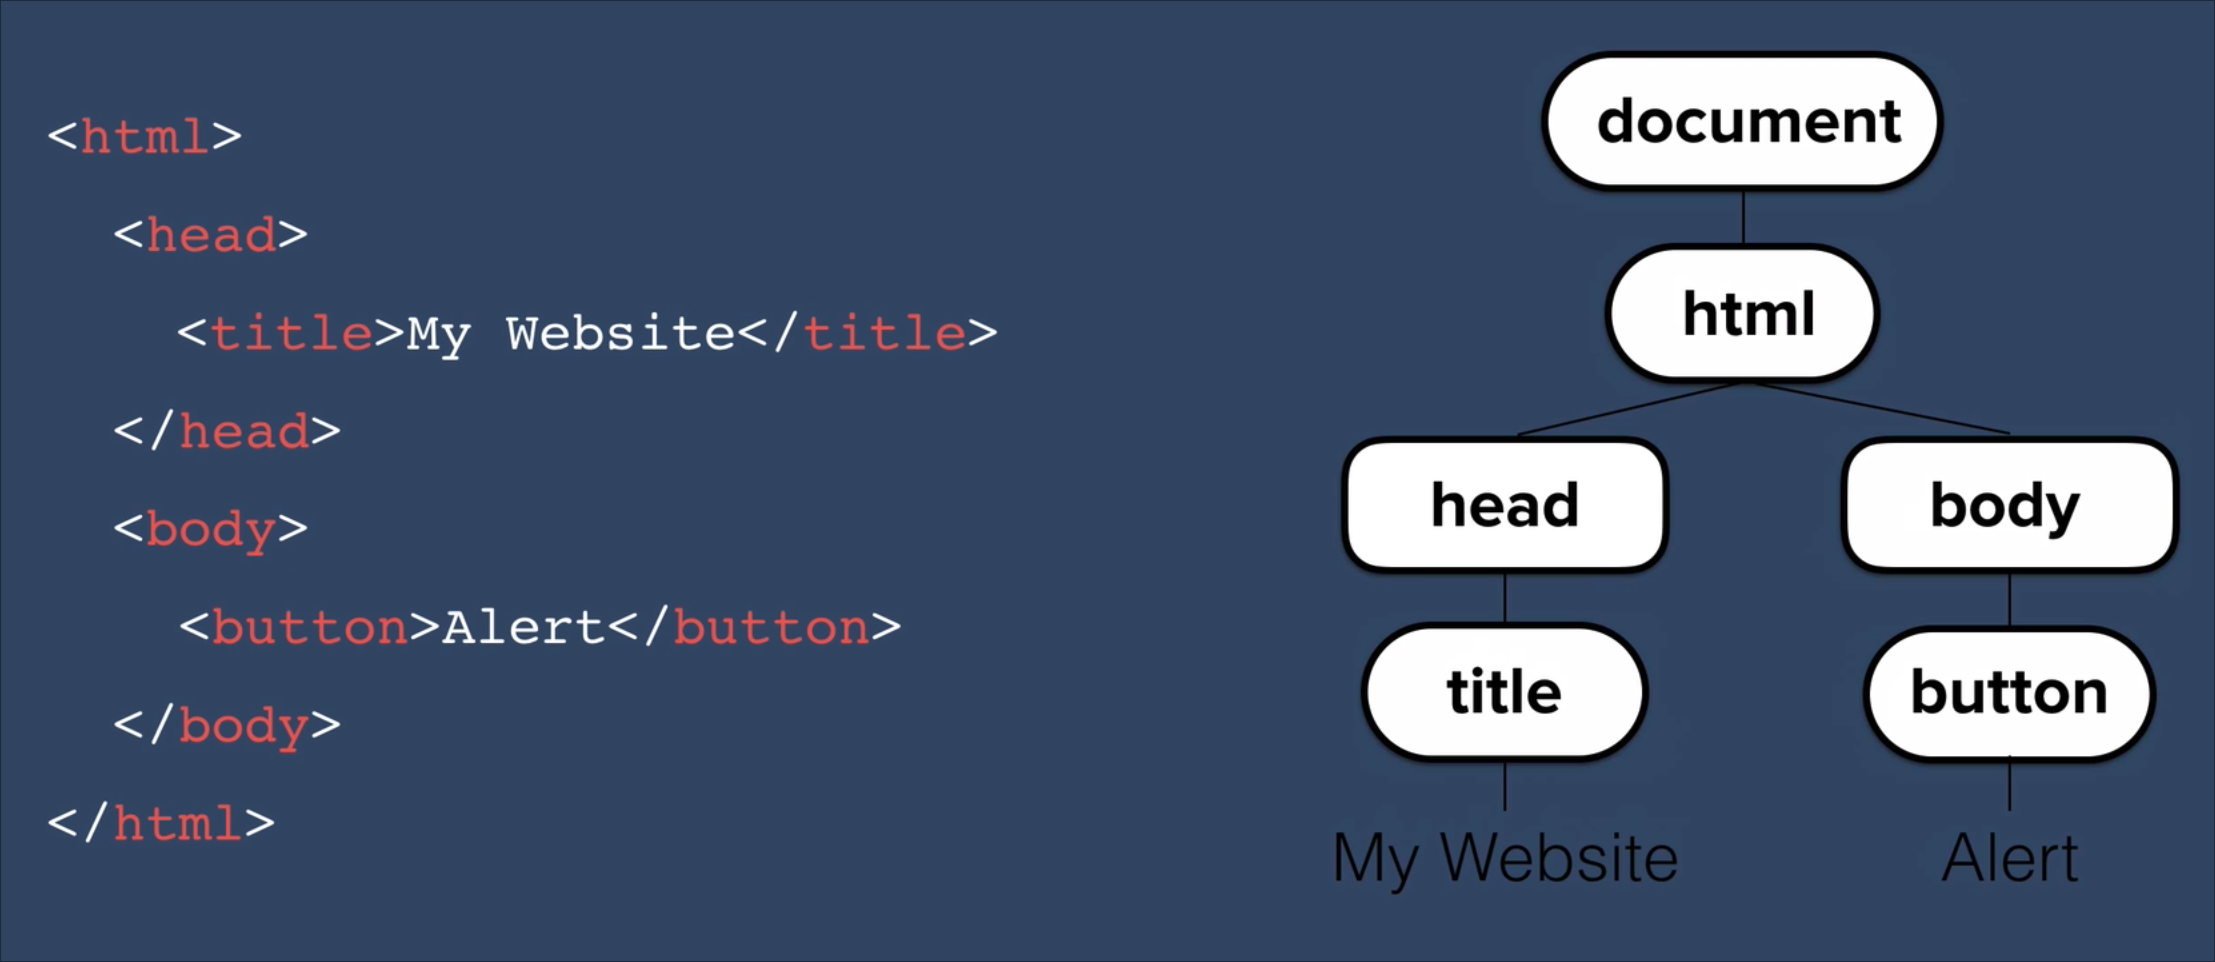 <html>
<head>
<title>My Website</title>
</head>
<body>
<button>Alert</button>
</body>
</html>
document
html
head body
title button
My Website Alert